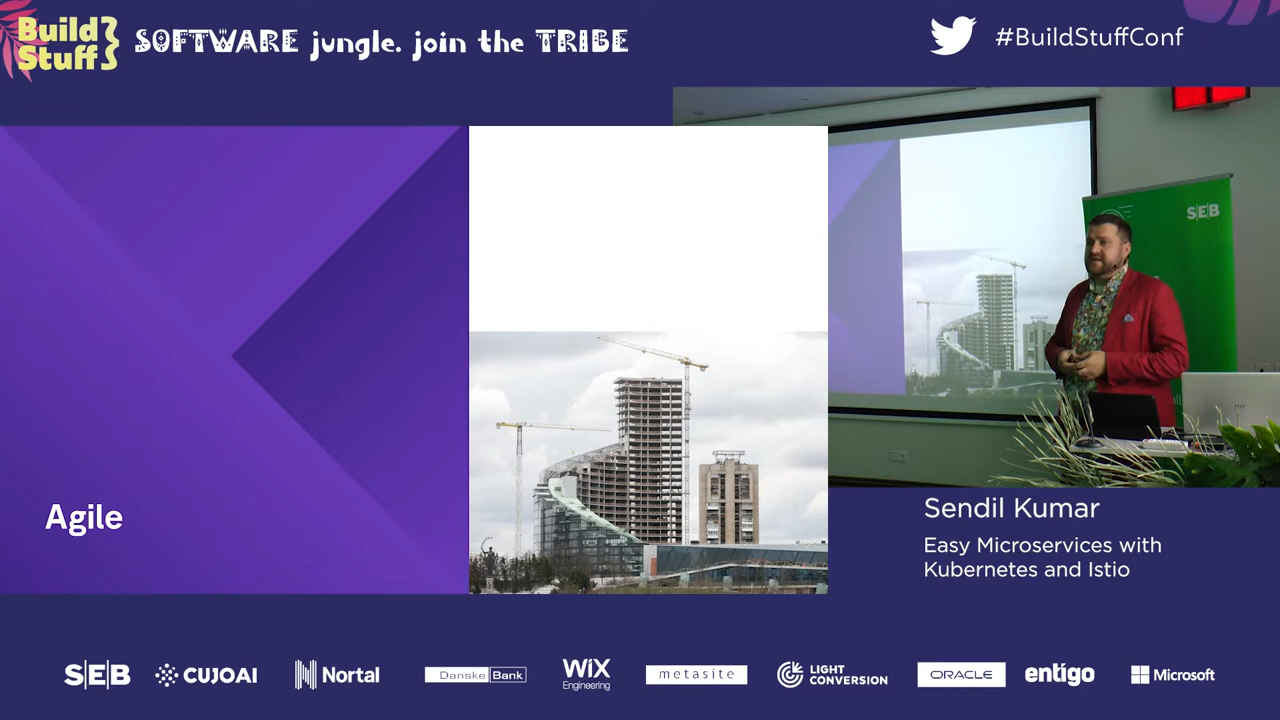 Build
Stuff
SOFTWARE jungle. join the TRIBE
#BuildStuffConf
SEB
Agile
Sendil Kumar
Easy Microservices with
Kubernetes and Istio
SEB
CUJOAI
Nortal
Danske Bank
WiX
Engineering
metasite
LIGHT
CONVERSION
ORACLE
entigo
Microsoft